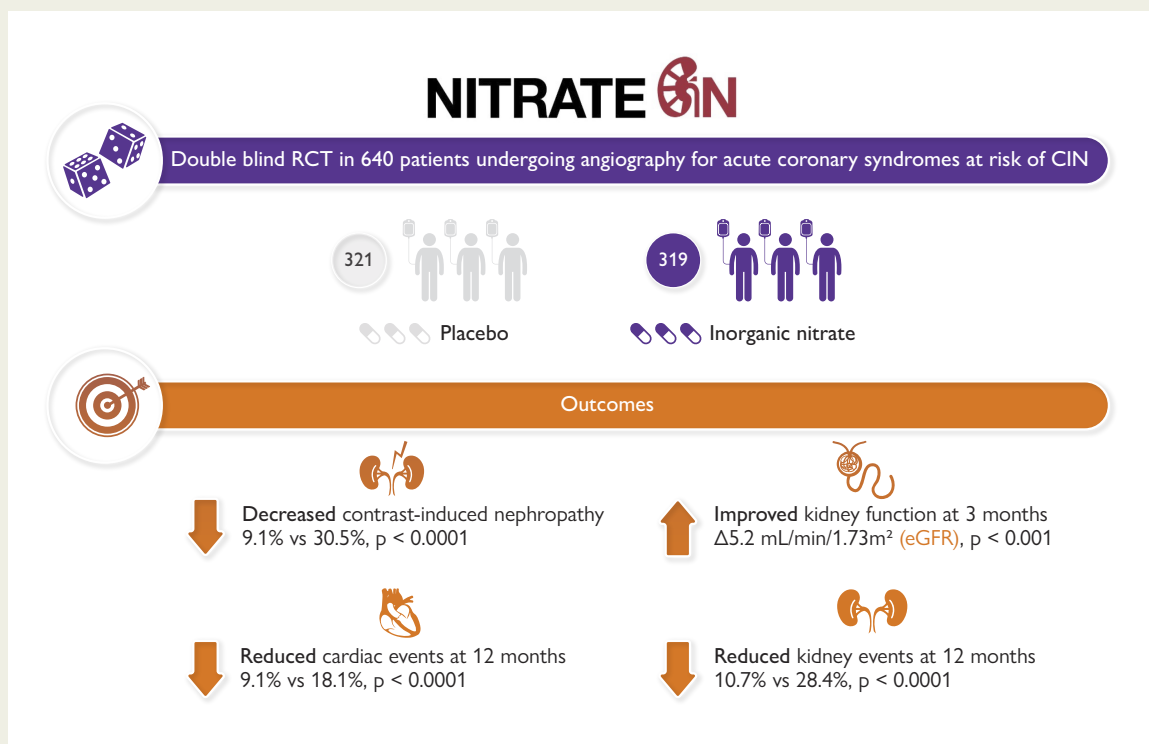 NITRATE CiN
Double blind RCT in 640 patients undergoing angiography for acute coronary syndromes at risk of CIN
321
319
Placebo
Inorganic nitrate
Outcomes
Decreased contrast-induced nephropathy
9.1% vs 30.5%, p < 0.0001
Improved kidney function at 3 months
Δ5.2 mL/min/1.73m² (eGFR), p < 0.001
Reduced cardiac events at 12 months
9.1% vs 18.1%, p < 0.0001
Reduced kidney events at 12 months
10.7% vs 28.4%, p < 0.0001